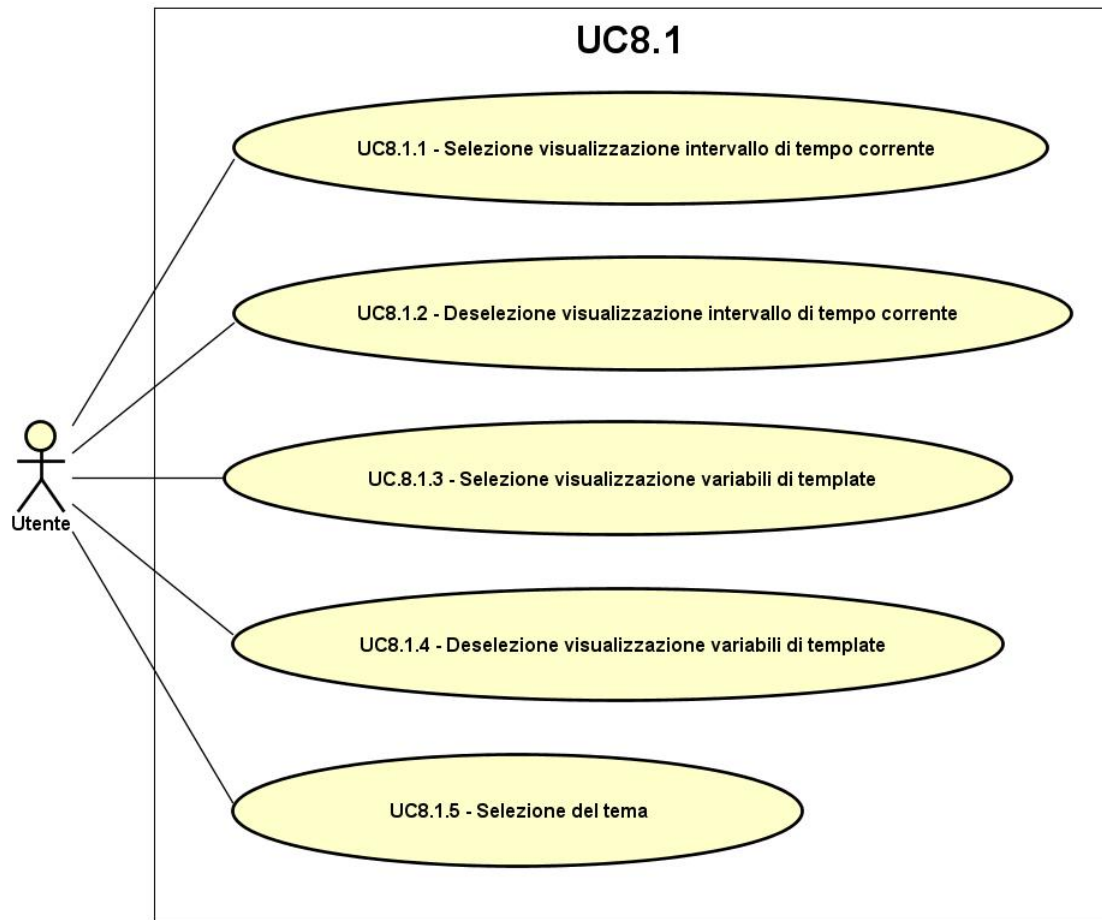 UC8.1
UC8.1.1 - Selezione visualizzazione intervallo di tempo corrente
UC8.1.2 - Deselezione visualizzazione intervallo di tempo corrente
UC.8.1.3 - Selezione visualizzazione variabili di template
Utente
UC8.1.4 - Deselezione visualizzazione variabili di template
UC8.1.5 - Selezione del tema